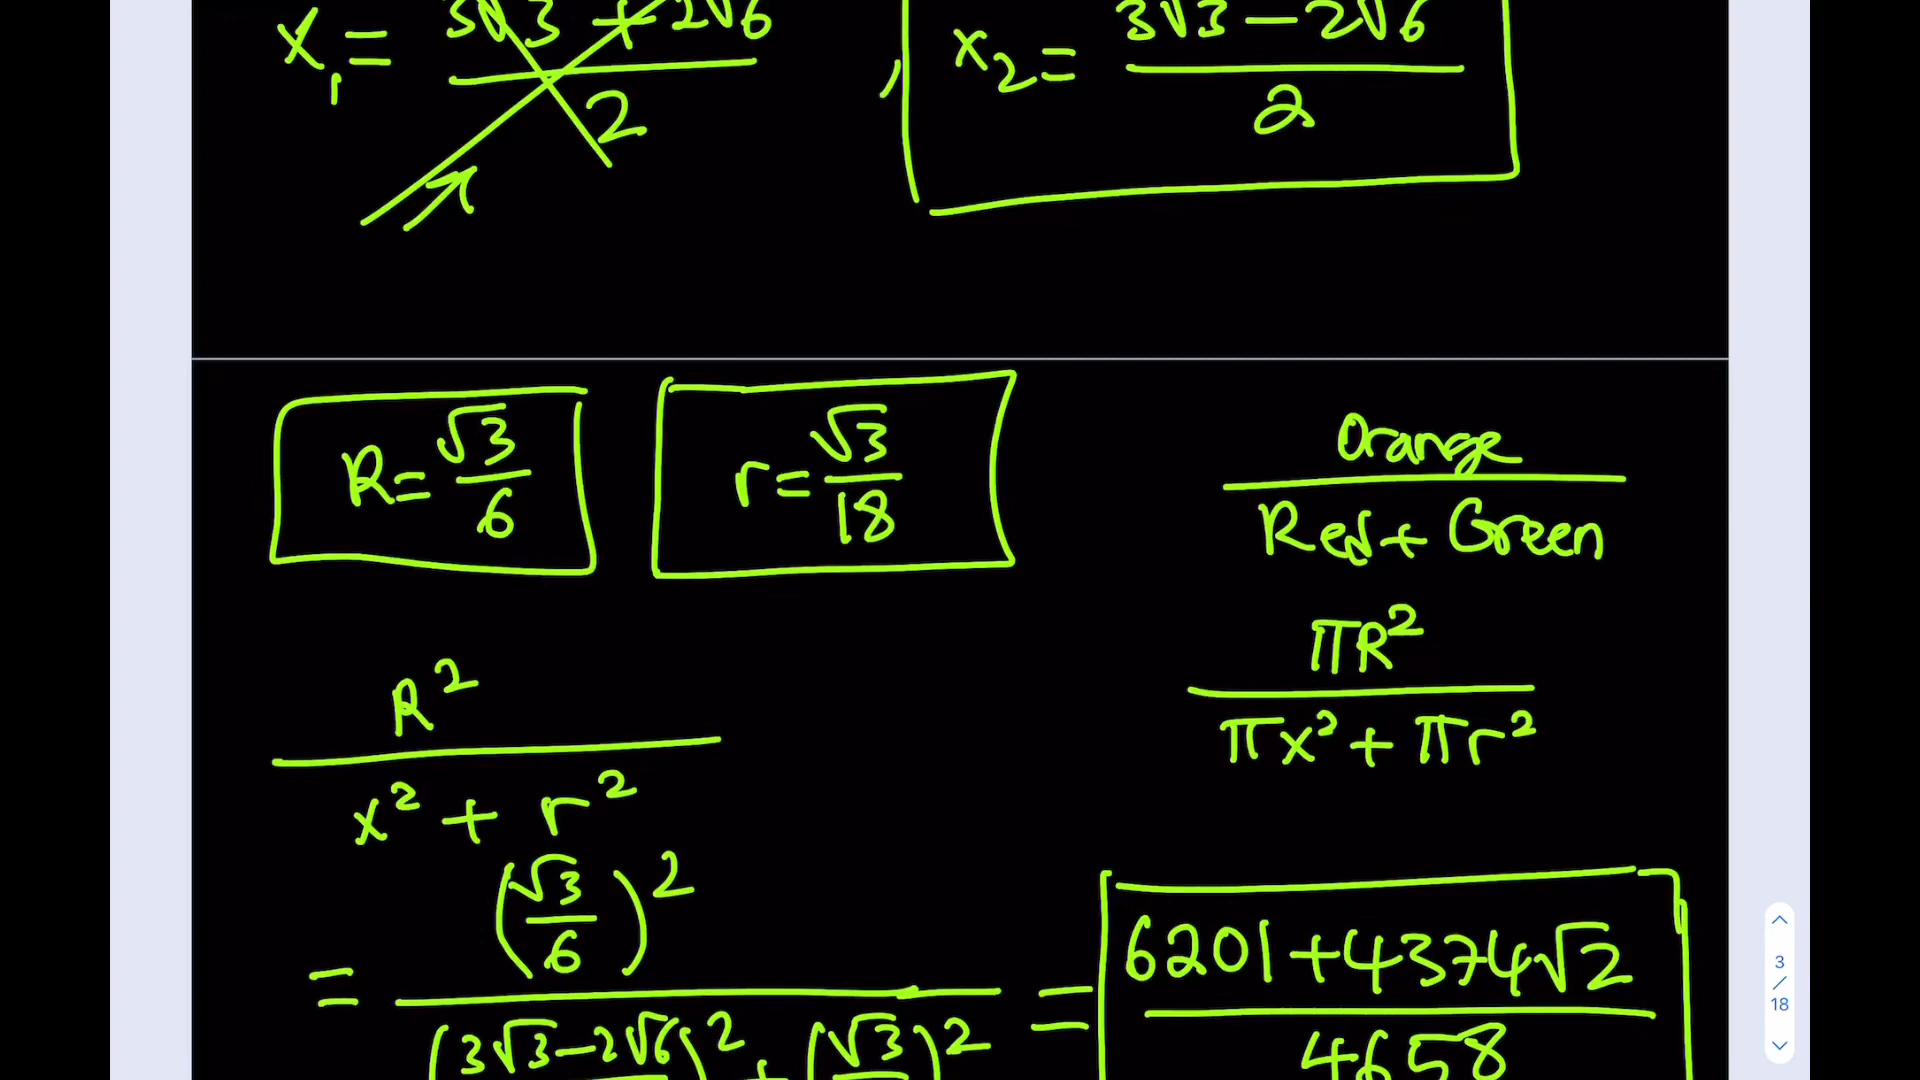 x₁ = (3√3 + 2√6)/2 , x₂ = (3√3 − 2√6)/2
R = √3/6 r = √3/18
Orange
Red + Green
πR²
πx² + πr²
R²
x² + r²
= (√3/6)²
(3√3 − 2√6)² + (√3)²
= 6201 + 4374√2
4658
3
/
18